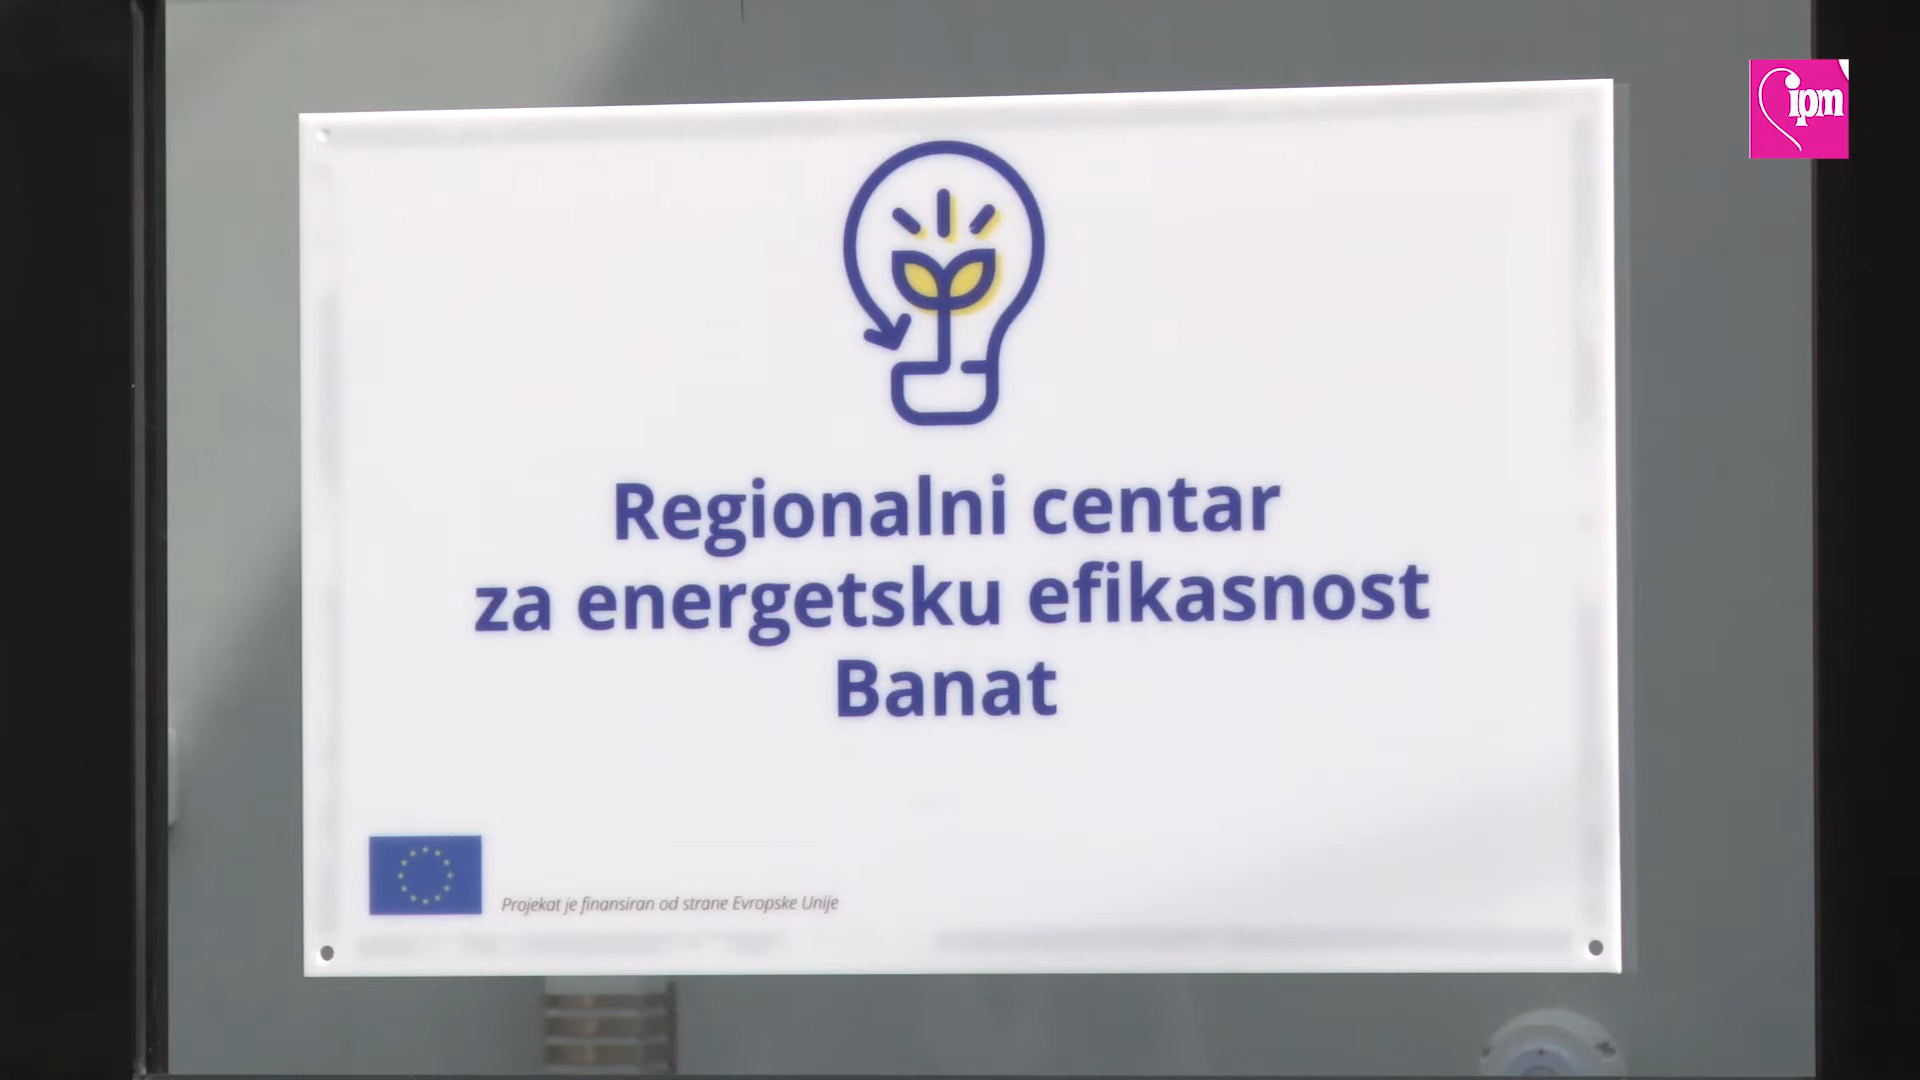 ipm
Regionalni centar
za energetsku efikasnost
Banat
Projekat je finansiran od strane Evropske Unije